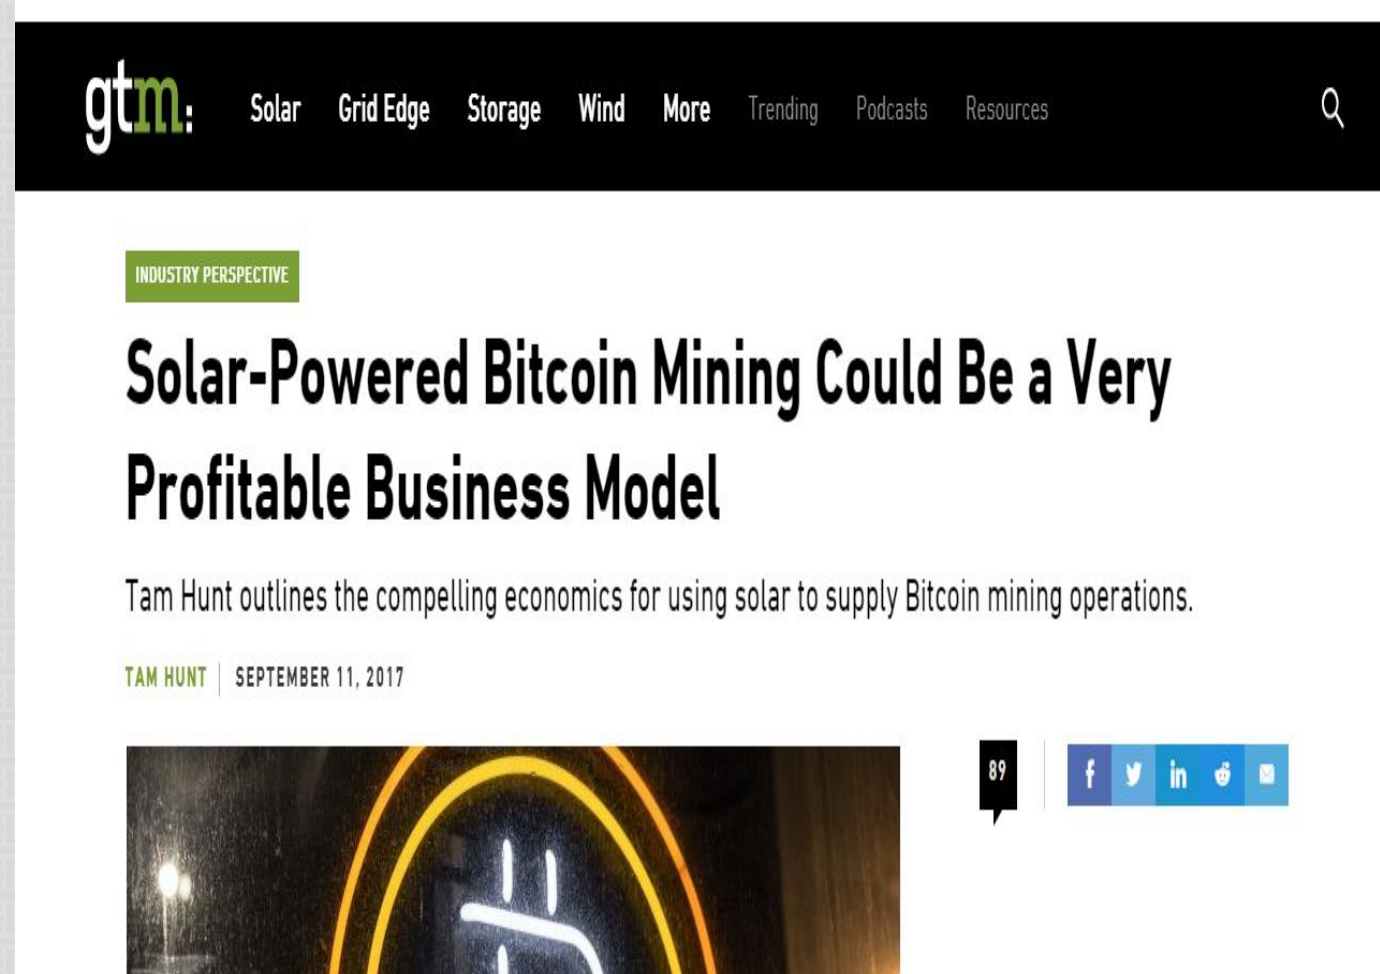 gtm: Solar Grid Edge Storage Wind More Trending Podcasts Resources
INDUSTRY PERSPECTIVE
Solar-Powered Bitcoin Mining Could Be a Very
Profitable Business Model
Tam Hunt outlines the compelling economics for using solar to supply Bitcoin mining operations.
TAM HUNT | SEPTEMBER 11, 2017
89